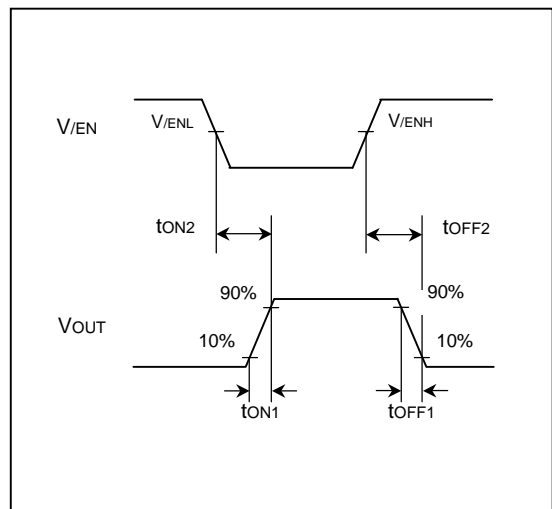 V/EN
V/ENL
V/ENH
tON2
tOFF2
90%
90%
VOUT
10%
10%
tON1
tOFF1